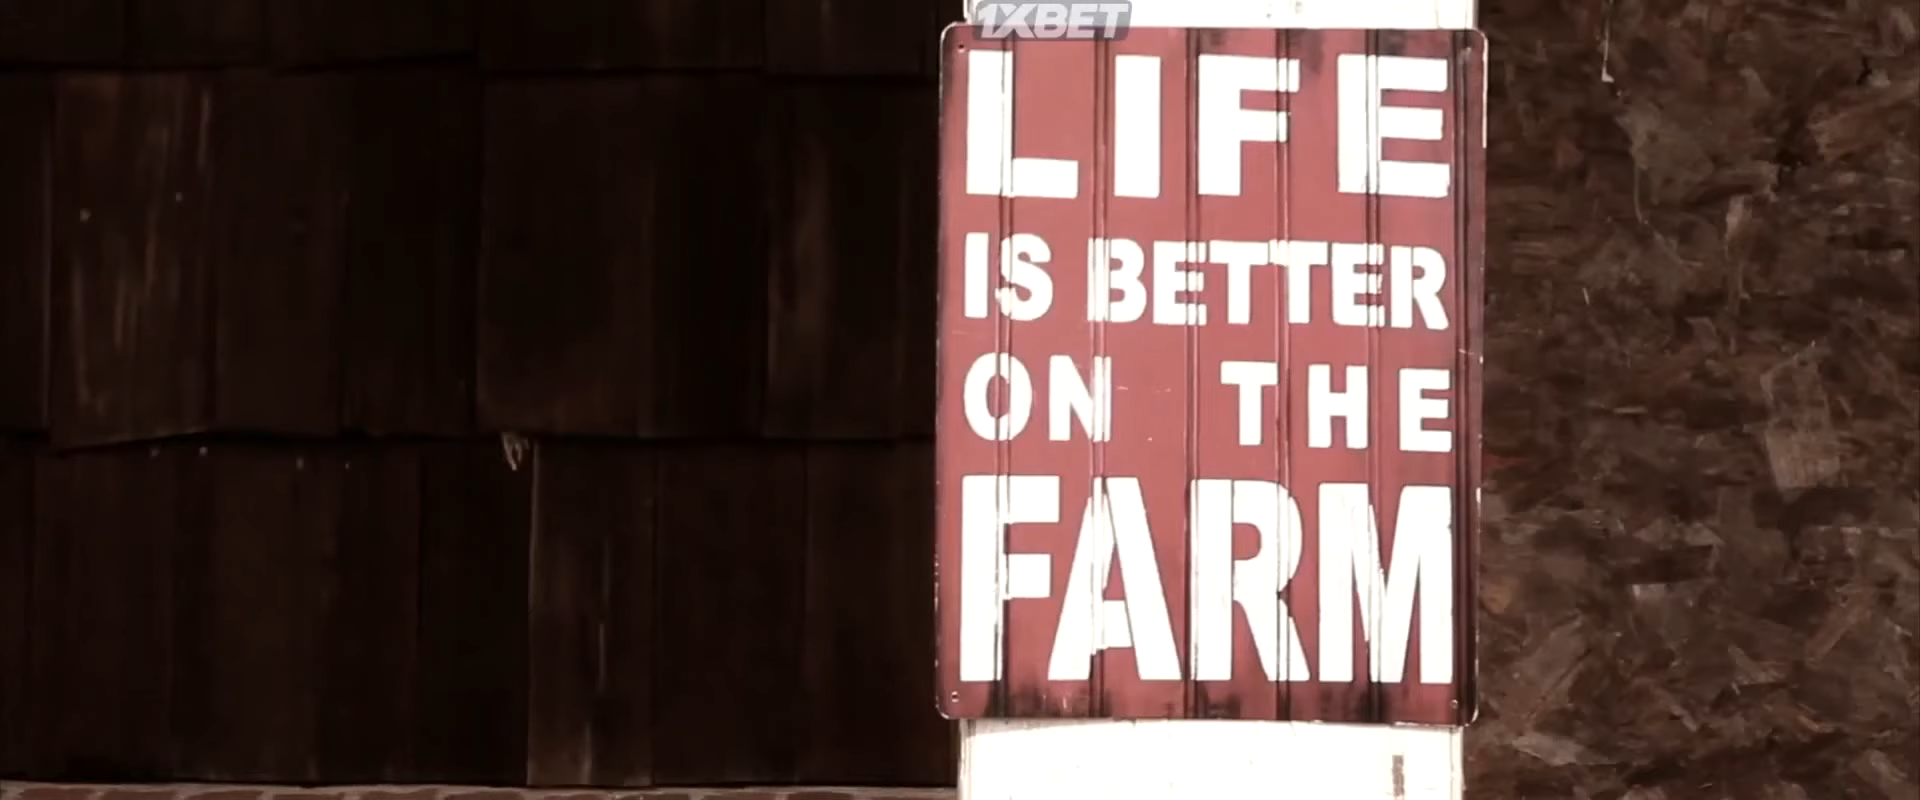 1XBET
LIFE
IS BETTER
ON THE
FARM